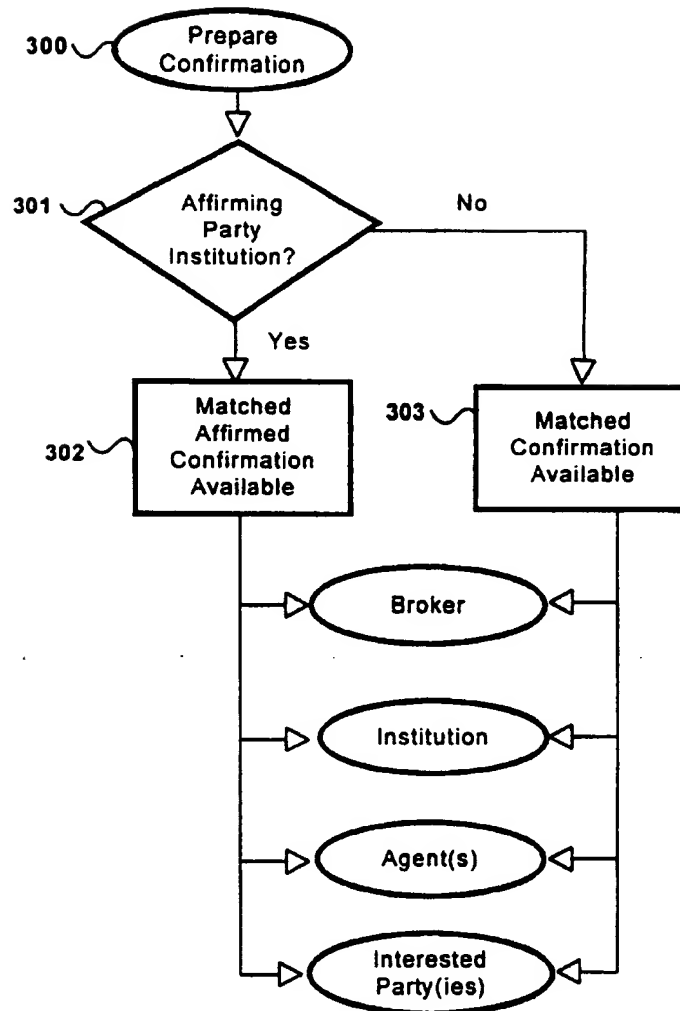 300
Prepare
Confirmation
301
Affirming
Party
Institution?
No
Yes
302
Matched
Affirmed
Confirmation
Available
303
Matched
Confirmation
Available
Broker
Institution
Agent(s)
Interested
Party(ies)